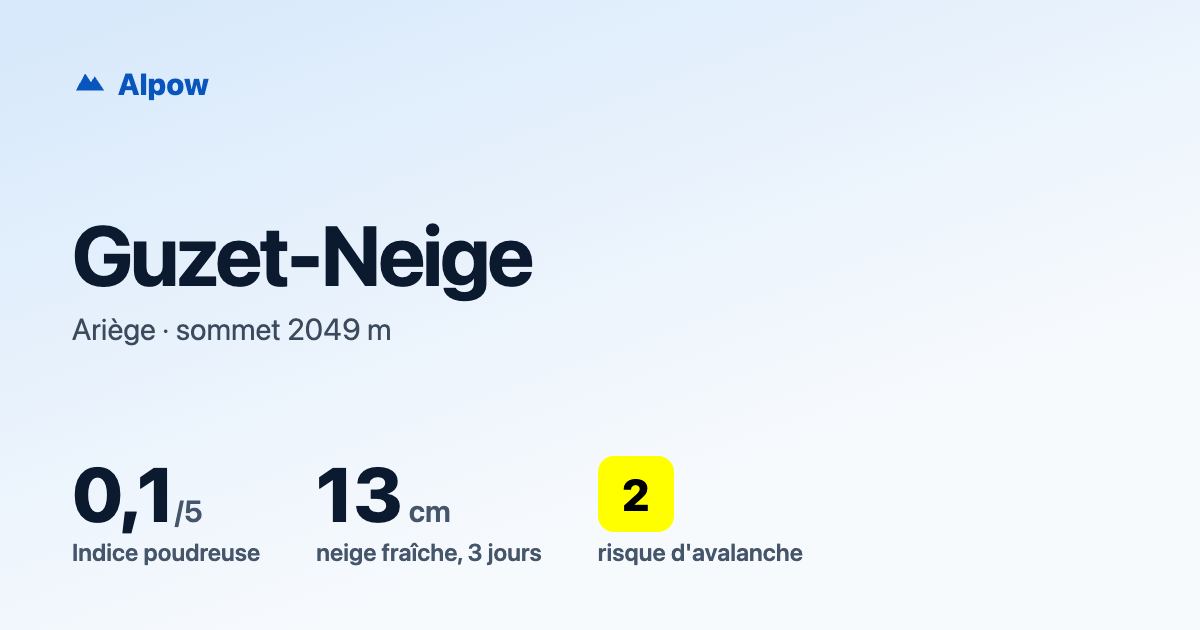 Alpow
Guzet-Neige
Ariège · sommet 2049 m
0,1/5
Indice poudreuse
13 cm
neige fraîche, 3 jours
2
risque d'avalanche